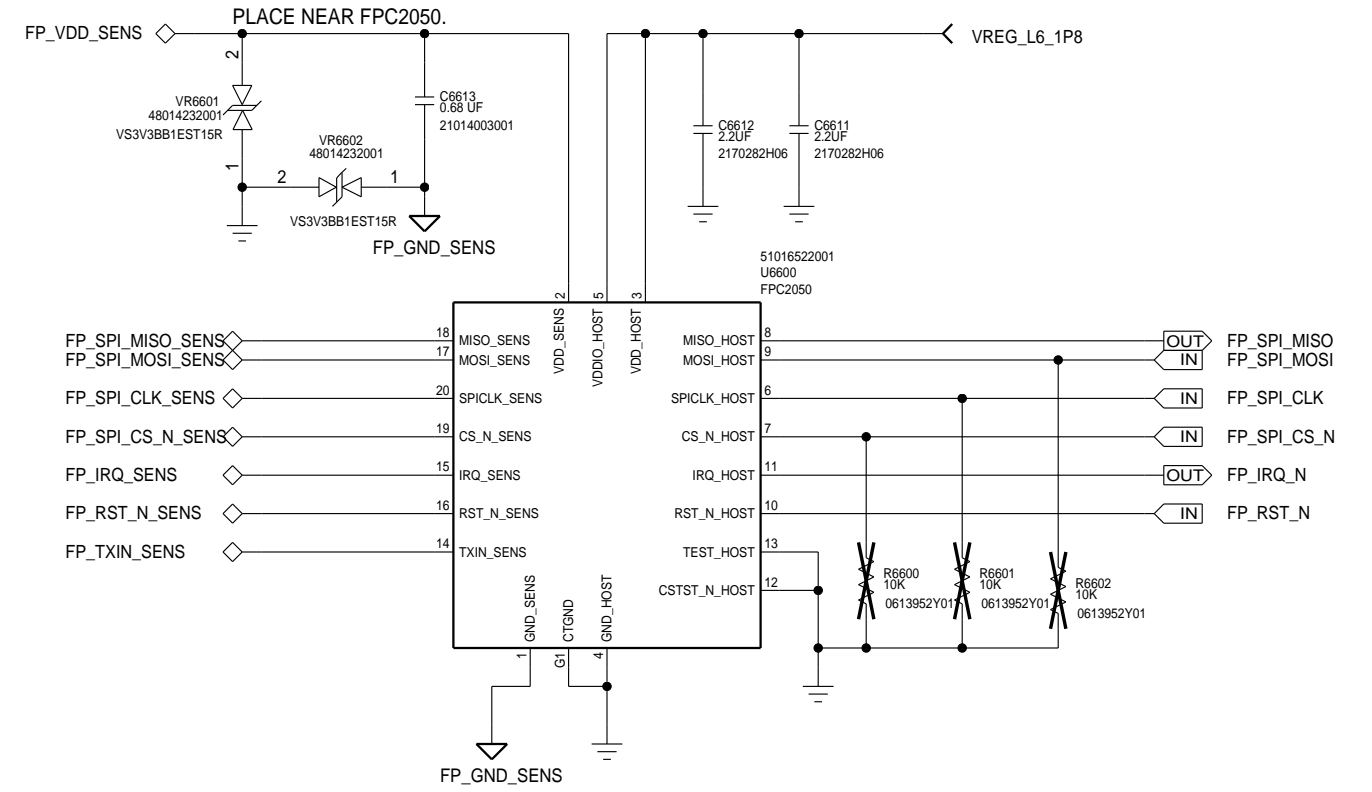 PLACE NEAR FPC2050.
FP_VDD_SENS
VREG_L6_1P8
2
VR6601
48014232001
VS3V3BB1EST15R
1
C6613
0.68 UF
21014003001
VR6602
48014232001
2
1
VS3V3BB1EST15R
FP_GND_SENS
C6612
2.2UF
2170282H06
C6611
2.2UF
2170282H06
51016522001
U6600
FPC2050
2
5
3
VDD_SENS
VDDIO_HOST
VDD_HOST
FP_SPI_MISO_SENS
18
MISO_SENS
MISO_HOST
8
OUT
FP_SPI_MISO
FP_SPI_MOSI_SENS
17
MOSI_SENS
MOSI_HOST
9
IN
FP_SPI_MOSI
FP_SPI_CLK_SENS
20
SPICLK_SENS
SPICLK_HOST
6
IN
FP_SPI_CLK
FP_SPI_CS_N_SENS
19
CS_N_SENS
CS_N_HOST
7
IN
FP_SPI_CS_N
FP_IRQ_SENS
15
IRQ_SENS
IRQ_HOST
11
OUT
FP_IRQ_N
FP_RST_N_SENS
16
RST_N_SENS
RST_N_HOST
10
IN
FP_RST_N
FP_TXIN_SENS
14
TXIN_SENS
TEST_HOST
13
CSTST_N_HOST
12
R6600
10K
0613952Y01
R6601
10K
0613952Y01
R6602
10K
0613952Y01
GND_SENS
CTGND
GND_HOST
1
G1
4
FP_GND_SENS